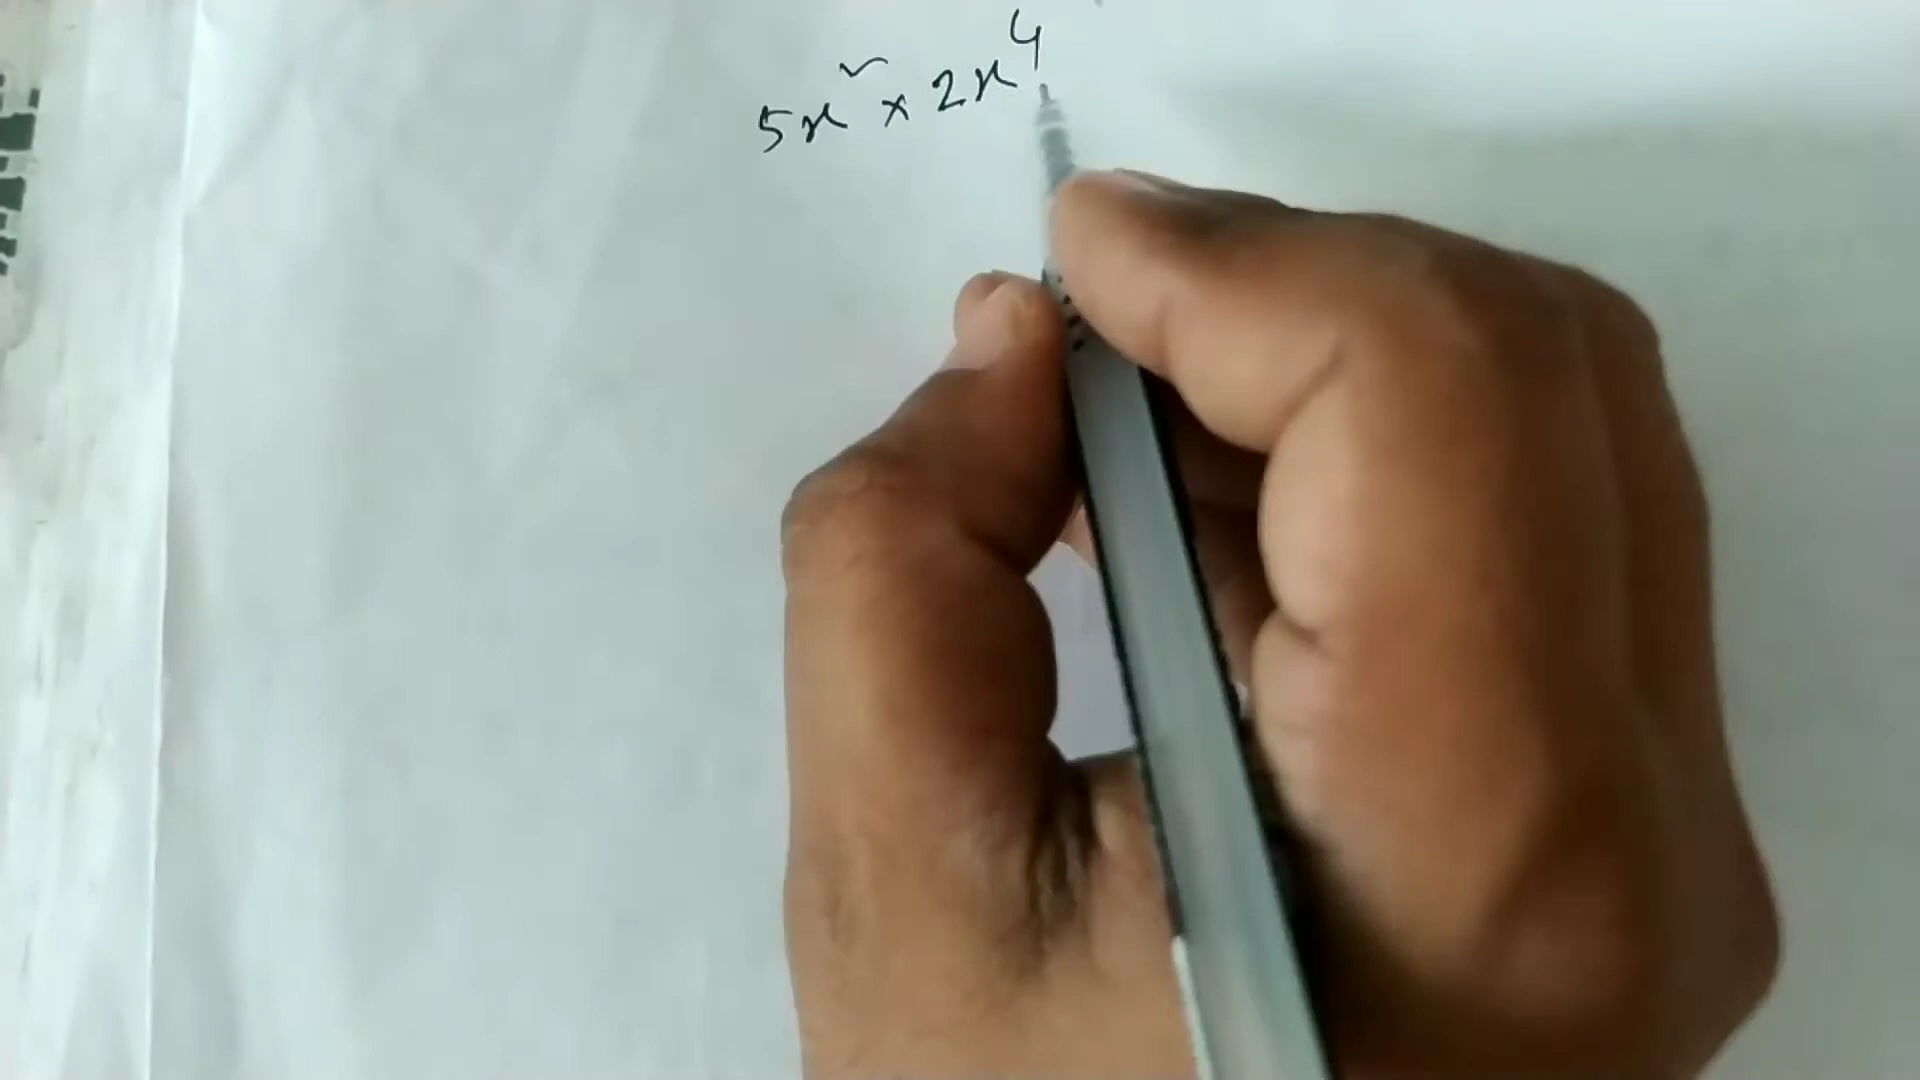 5x² × 2x⁴